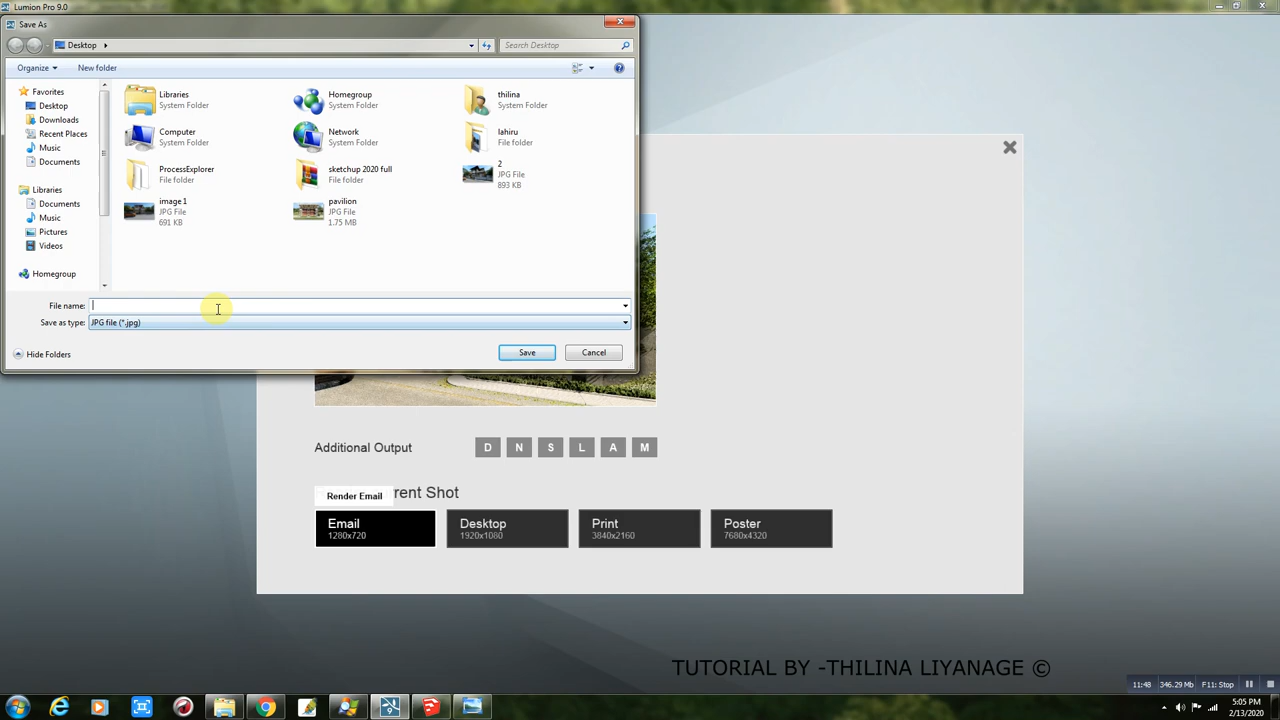 Lumion Pro 9.0
Save As
Desktop
Search Desktop
Organize
New folder
Favorites
Desktop
Downloads
Recent Places
Music
Documents
Libraries
Documents
Music
Pictures
Videos
Homegroup
Libraries
System Folder
Homegroup
System Folder
thilina
System Folder
Computer
System Folder
Network
System Folder
lahiru
File folder
ProcessExplorer
File folder
sketchup 2020 full
File folder
2
JPG File
893 KB
image1
JPG File
691 KB
pavilion
JPG File
1.75 MB
File name:
Save as type: JPG file (*.jpg)
Hide Folders
Save
Cancel
Additional Output
D N S L A M
Render Email
rent Shot
Email
1280x720
Desktop
1920x1080
Print
3840x2160
Poster
7680x4320
TUTORIAL BY -THILINA LIYANAGE ©
11:48 346.29 Mb F11: Stop
5:05 PM
2/13/2020